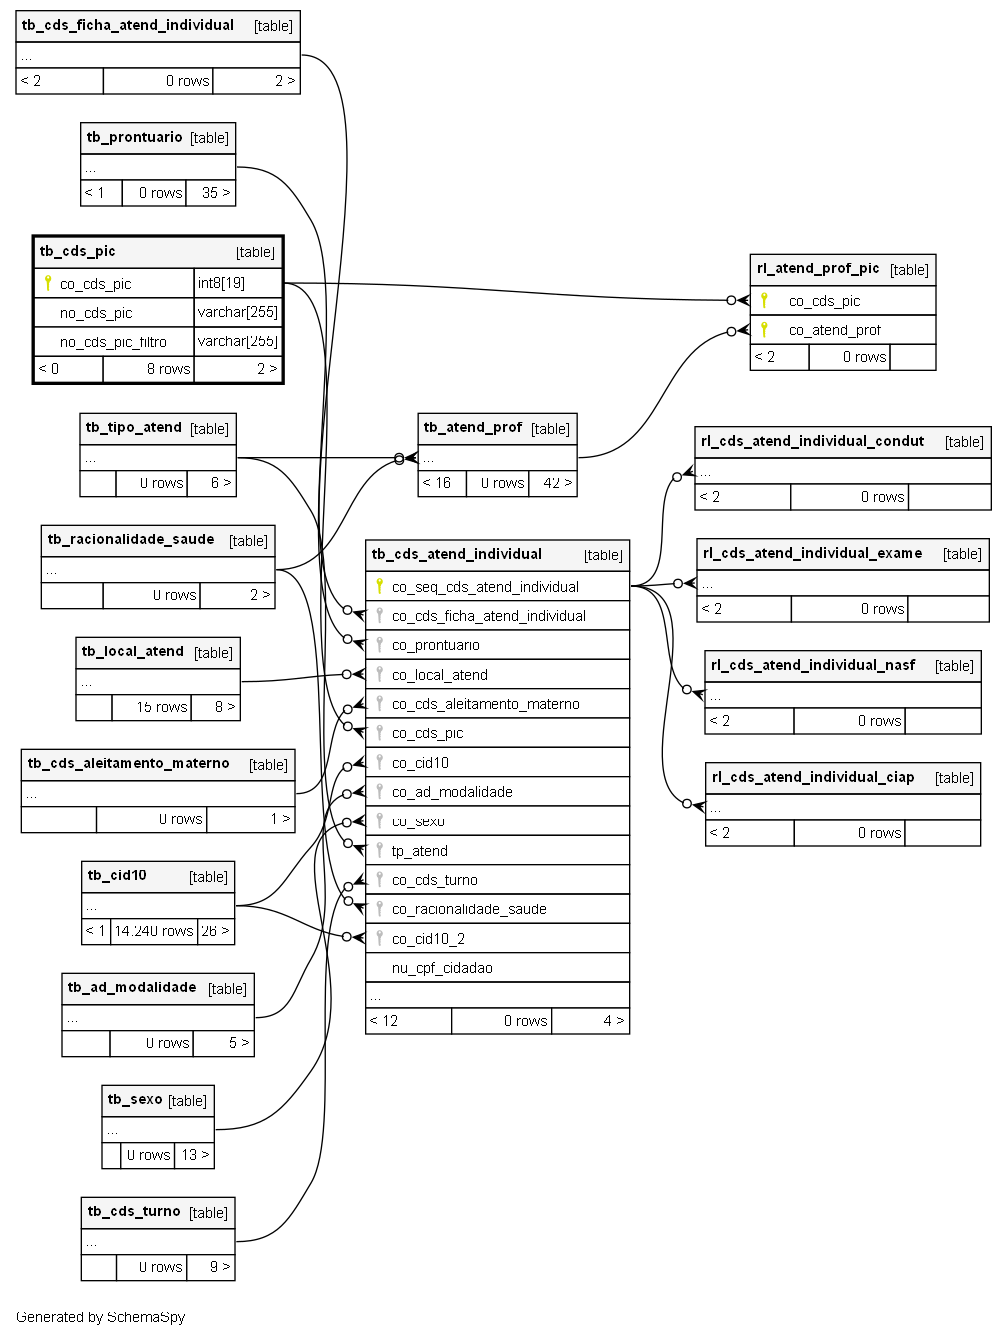 tb_cds_ficha_atend_individual [table]
...
< 2 0 rows 2 >
tb_prontuario [table]
...
< 1 0 rows 35 >
tb_cds_pic [table]
co_cds_pic int8[19]
no_cds_pic varchar[255]
no_cds_pic_filtro varchar[255]
< 0 8 rows 2 >
rl_atend_prof_pic [table]
co_cds_pic
co_atend_prof
< 2 0 rows
tb_tipo_atend [table]
...
0 rows 6 >
tb_atend_prof [table]
...
< 16 0 rows 42 >
rl_cds_atend_individual_condut [table]
...
< 2 0 rows
tb_racionalidade_saude [table]
...
0 rows 2 >
tb_cds_atend_individual [table]
co_seq_cds_atend_individual
co_cds_ficha_atend_individual
co_prontuario
co_local_atend
co_cds_aleitamento_materno
co_cds_pic
co_cid10
co_ad_modalidade
co_sexo
tp_atend
co_cds_turno
co_racionalidade_saude
co_cid10_2
nu_cpf_cidadao
...
< 12 0 rows 4 >
rl_cds_atend_individual_exame [table]
...
< 2 0 rows
tb_local_atend [table]
...
15 rows 8 >
rl_cds_atend_individual_nasf [table]
...
< 2 0 rows
tb_cds_aleitamento_materno [table]
...
0 rows 1 >
rl_cds_atend_individual_ciap [table]
...
< 2 0 rows
tb_cid10 [table]
...
< 1 14.240 rows 26 >
tb_ad_modalidade [table]
...
0 rows 5 >
tb_sexo [table]
...
0 rows 13 >
tb_cds_turno [table]
...
0 rows 9 >
Generated by SchemaSpy